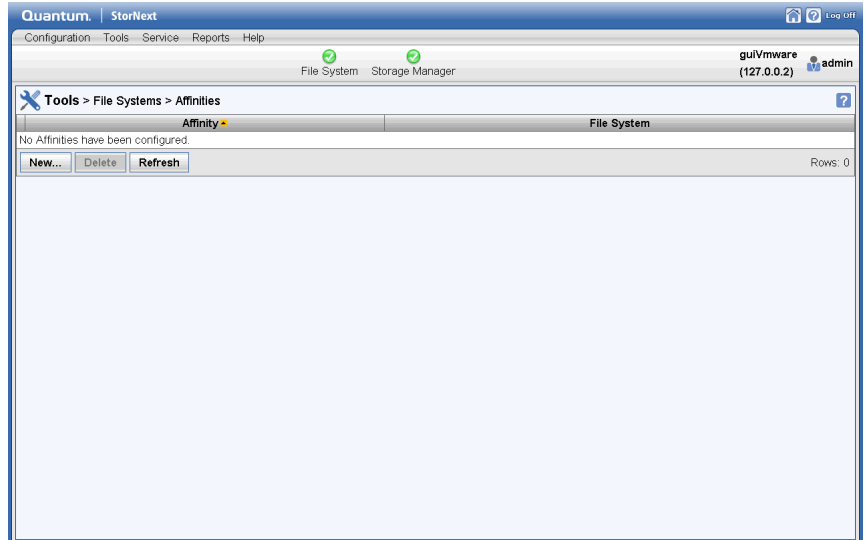 Quantum. | StorNext
Log Off
Configuration Tools Service Reports Help
File System Storage Manager
guiVmware
(127.0.0.2)
admin
Tools > File Systems > Affinities
Affinity File System
No Affinities have been configured.
New... Delete Refresh
Rows: 0